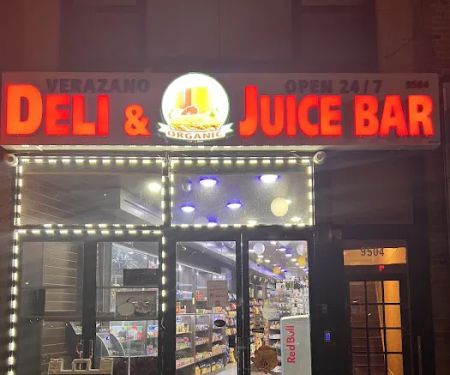 VERAZANO OPEN 24/7 9504
DELI & JUICE BAR
ORGANIC
9504
Red Bull